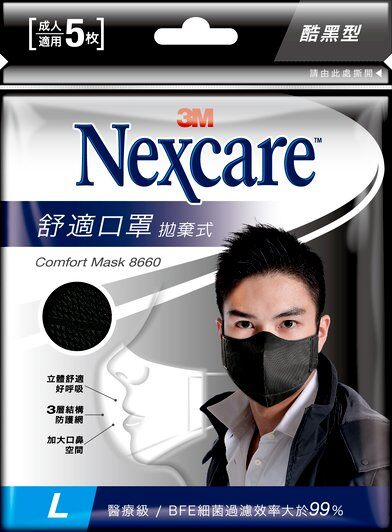 成人
適用 5枚
酷黑型
請由此處撕開◀
3M
Nexcare™
舒適口罩 拋棄式
Comfort Mask 8660
立體舒適
好呼吸
3層結構
防護網
加大口鼻
空間
L
醫療級 / BFE細菌過濾效率大於99%